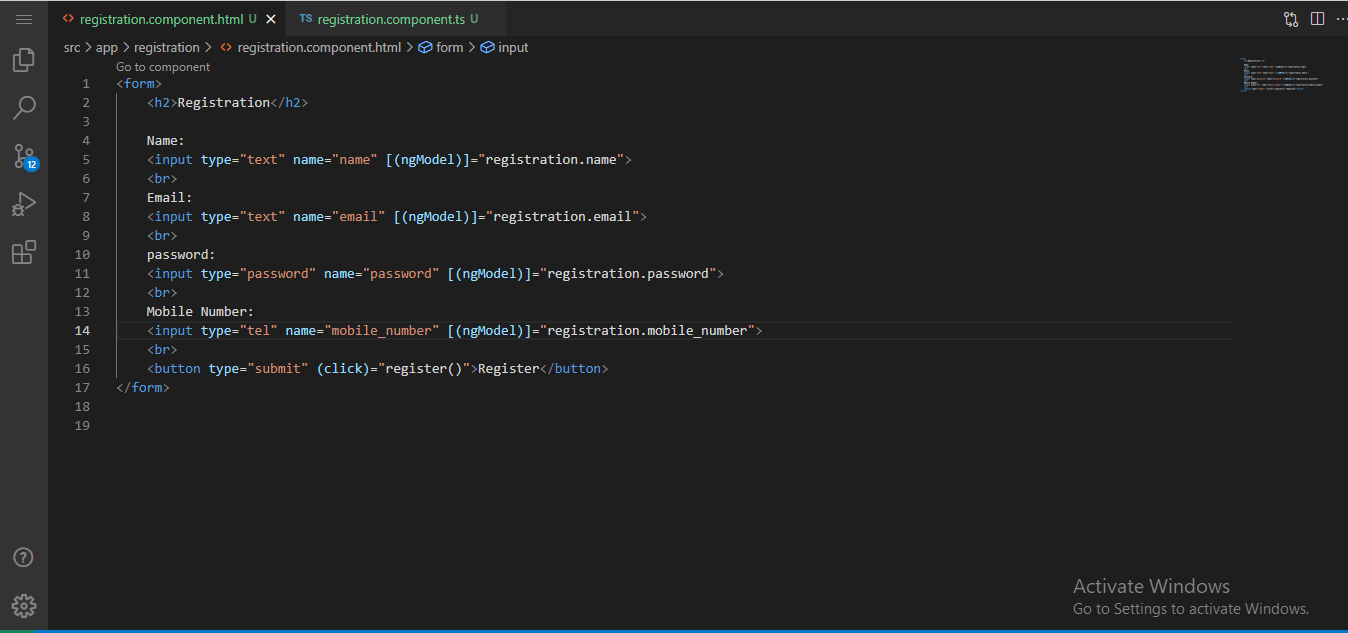 registration.component.html U
TS registration.component.ts U
src > app > registration > <> registration.component.html > form > input
Go to component
1 <form>
2     <h2>Registration</h2>
3
4     Name:
5     <input type="text" name="name" [(ngModel)]="registration.name">
6     <br>
7     Email:
8     <input type="text" name="email" [(ngModel)]="registration.email">
9     <br>
10     password:
11     <input type="password" name="password" [(ngModel)]="registration.password">
12     <br>
13     Mobile Number:
14     <input type="tel" name="mobile_number" [(ngModel)]="registration.mobile_number">
15     <br>
16     <button type="submit" (click)="register()">Register</button>
17 </form>
18
19
12
Activate Windows
Go to Settings to activate Windows.